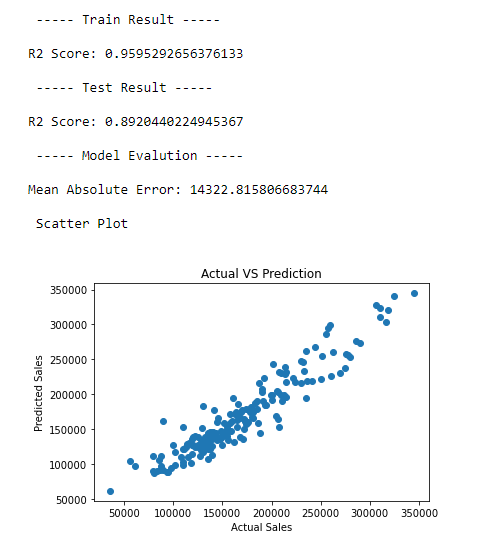 ----- Train Result -----
R2 Score: 0.9595292656376133
----- Test Result -----
R2 Score: 0.8920440224945367
----- Model Evalution -----
Mean Absolute Error: 14322.815806683744
Scatter Plot
Actual VS Prediction
350000
300000
250000
200000
150000
100000
50000
Predicted Sales
50000 100000 150000 200000 250000 300000 350000
Actual Sales